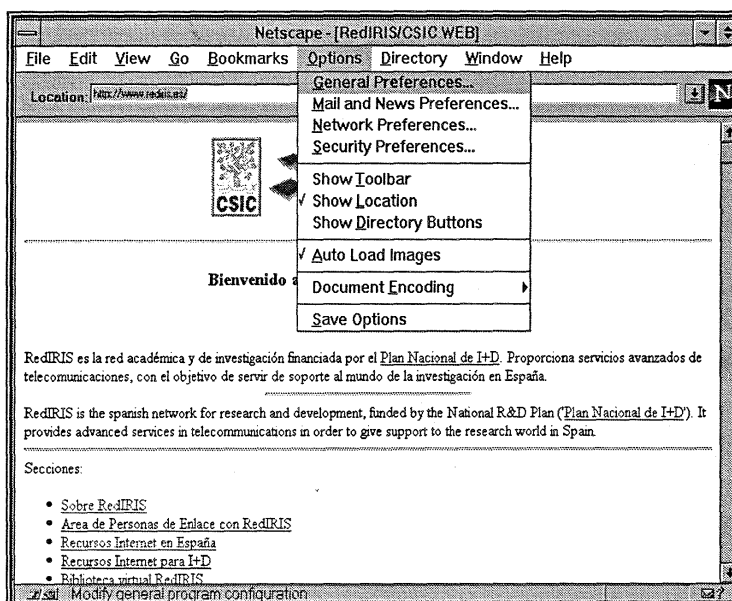 Netscape - [RedIRIS/CSIC WEB]
File Edit View Go Bookmarks Options Directory Window Help
Location: http://www.rediris.es/
N
General Preferences...
Mail and News Preferences...
Network Preferences...
Security Preferences...
Show Toolbar
√ Show Location
Show Directory Buttons
√ Auto Load Images
Document Encoding
Save Options
CSIC
Bienvenido a
RedIRIS es la red académica y de investigación financiada por el Plan Nacional de I+D. Proporciona servicios avanzados de
telecomunicaciones, con el objetivo de servir de soporte al mundo de la investigación en España.
RedIRIS is the spanish network for research and development, funded by the National R&D Plan ('Plan Nacional de I+D'). It
provides advanced services in telecommunications in order to give support to the research world in Spain.
Secciones:
• Sobre RedIRIS
• Area de Personas de Enlace con RedIRIS
• Recursos Internet en España
• Recursos Internet para I+D
• Biblioteca virtual RedIRIS
Modify general program configuration
?